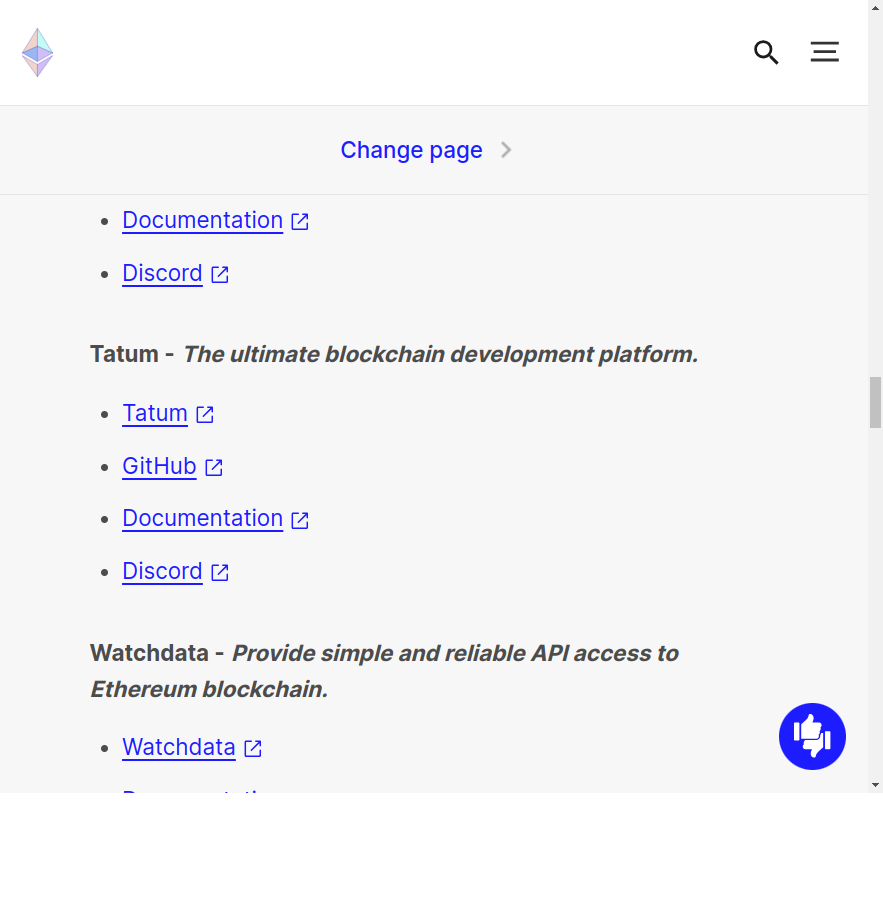 Change page
Documentation
Discord
Tatum - The ultimate blockchain development platform.
Tatum
GitHub
Documentation
Discord
Watchdata - Provide simple and reliable API access to
Ethereum blockchain.
Watchdata